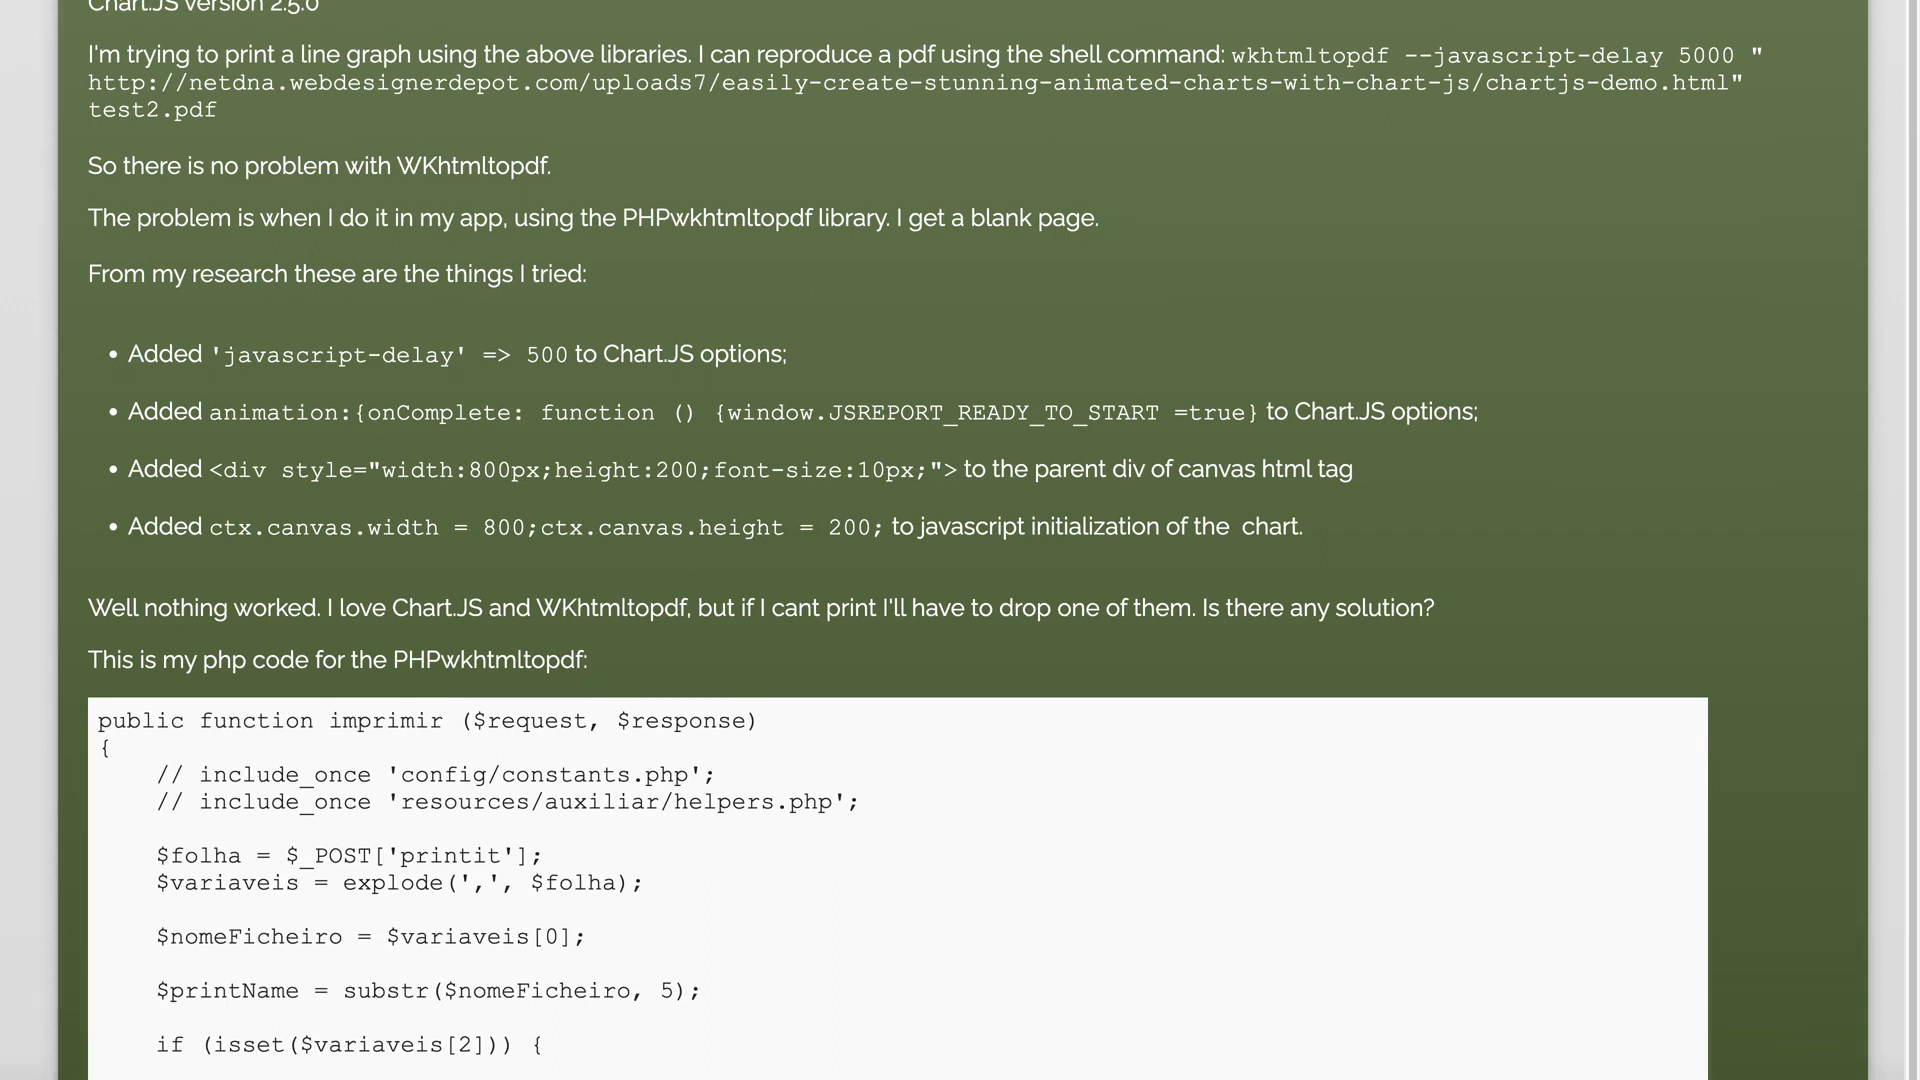 Chart.JS version 2.5.0
I'm trying to print a line graph using the above libraries. I can reproduce a pdf using the shell command: wkhtmltopdf --javascript-delay 5000 "
http://netdna.webdesignerdepot.com/uploads7/easily-create-stunning-animated-charts-with-chart-js/chartjs-demo.html"
test2.pdf
So there is no problem with WKhtmltopdf.
The problem is when I do it in my app, using the PHPwkhtmltopdf library. I get a blank page.
From my research these are the things I tried:
• Added 'javascript-delay' => 500 to Chart.JS options;
• Added animation:{onComplete: function () {window.JSREPORT_READY_TO_START =true} to Chart.JS options;
• Added <div style="width:800px;height:200;font-size:10px;"> to the parent div of canvas html tag
• Added ctx.canvas.width = 800;ctx.canvas.height = 200; to javascript initialization of the  chart.
Well nothing worked. I love Chart.JS and WKhtmltopdf, but if I cant print I'll have to drop one of them. Is there any solution?
This is my php code for the PHPwkhtmltopdf:
public function imprimir ($request, $response)
{
    // include_once 'config/constants.php';
    // include_once 'resources/auxiliar/helpers.php';
    $folha = $_POST['printit'];
    $variaveis = explode(',', $folha);
    $nomeFicheiro = $variaveis[0];
    $printName = substr($nomeFicheiro, 5);
    if (isset($variaveis[2])) {